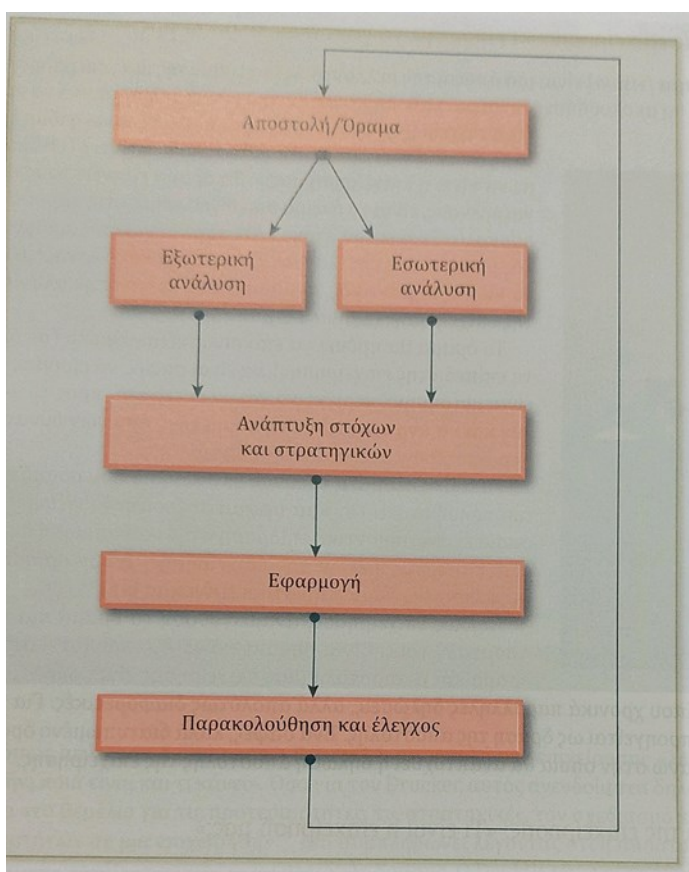 Αποστολή/Όραμα
Εξωτερική
ανάλυση
Εσωτερική
ανάλυση
Ανάπτυξη στόχων
και στρατηγικών
Εφαρμογή
Παρακολούθηση και έλεγχος